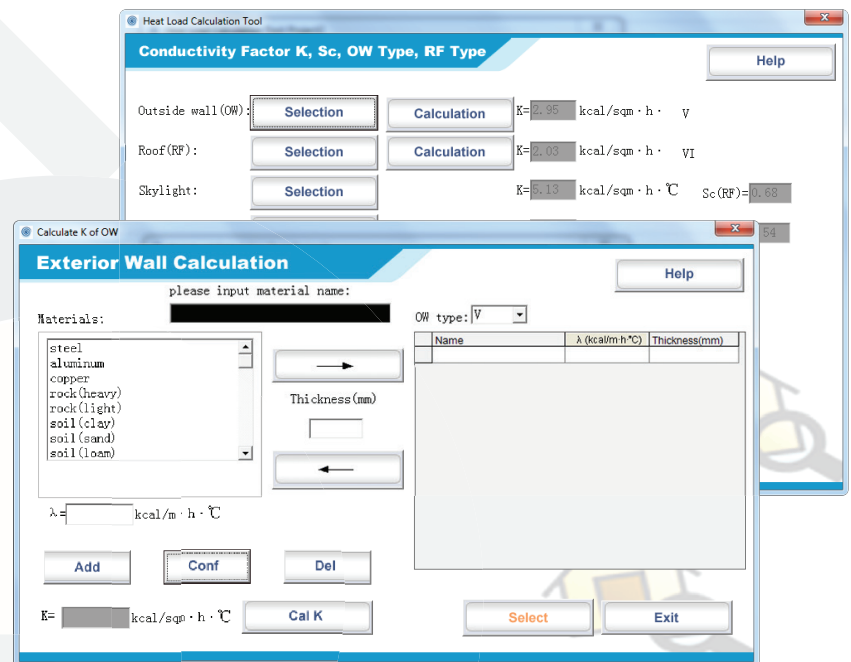 Heat Load Calculation Tool
x
Conductivity Factor K, Sc, OW Type, RF Type
Help
Outside wall(OW): Selection Calculation K=2.95 kcal/sqm·h· V
Roof(RF): Selection Calculation K=2.03 kcal/sqm·h· VI
Skylight: Selection K=5.13 kcal/sqm·h·℃ Sc(RF)=0.68
54
Calculate K of OW
x
Exterior Wall Calculation
Help
please input material name:
Materials:
OW type: V
Name λ (kcal/m·h·℃) Thickness(mm)
steel
aluminum
copper
rock(heavy)
rock(light)
soil(clay)
soil(sand)
soil(loam)
Thickness(mm)
λ= kcal/m·h·℃
Add Conf Del
K= kcal/sqm·h·℃ Cal K Select Exit